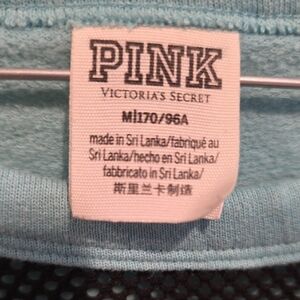 PINK
VICTORIA'S SECRET
M|170/96A
made in Sri Lanka/fabriqué au
Sri Lanka/hecho en Sri Lanka/
fabbricato in Sri Lanka/
斯里兰卡制造